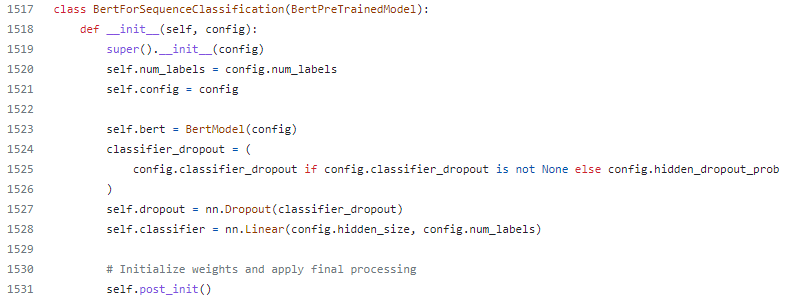 1517 class BertForSequenceClassification(BertPreTrainedModel):
1518     def __init__(self, config):
1519         super().__init__(config)
1520         self.num_labels = config.num_labels
1521         self.config = config
1522
1523         self.bert = BertModel(config)
1524         classifier_dropout = (
1525             config.classifier_dropout if config.classifier_dropout is not None else config.hidden_dropout_prob
1526         )
1527         self.dropout = nn.Dropout(classifier_dropout)
1528         self.classifier = nn.Linear(config.hidden_size, config.num_labels)
1529
1530         # Initialize weights and apply final processing
1531         self.post_init()